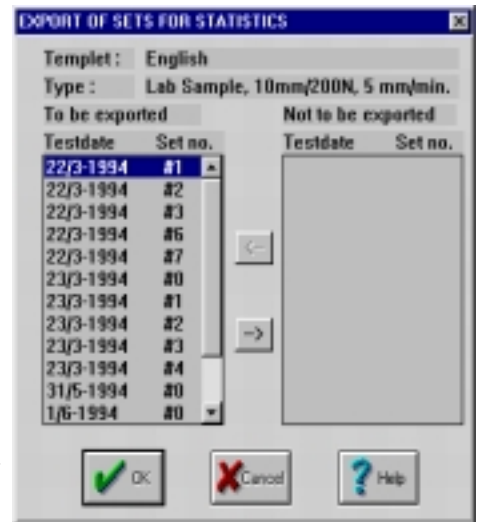 EXPORT OF SETS FOR STATISTICS
Templet : English
Type : Lab Sample, 10mm/200N, 5 mm/min.
To be exported Not to be exported
Testdate Set no. Testdate Set no.
22/3-1994 #1
22/3-1994 #2
22/3-1994 #3
22/3-1994 #6
22/3-1994 #7
23/3-1994 #0
23/3-1994 #1
23/3-1994 #2
23/3-1994 #3
23/3-1994 #4
31/5-1994 #0
1/6-1994 #0
<-
->
OK Cancel Help